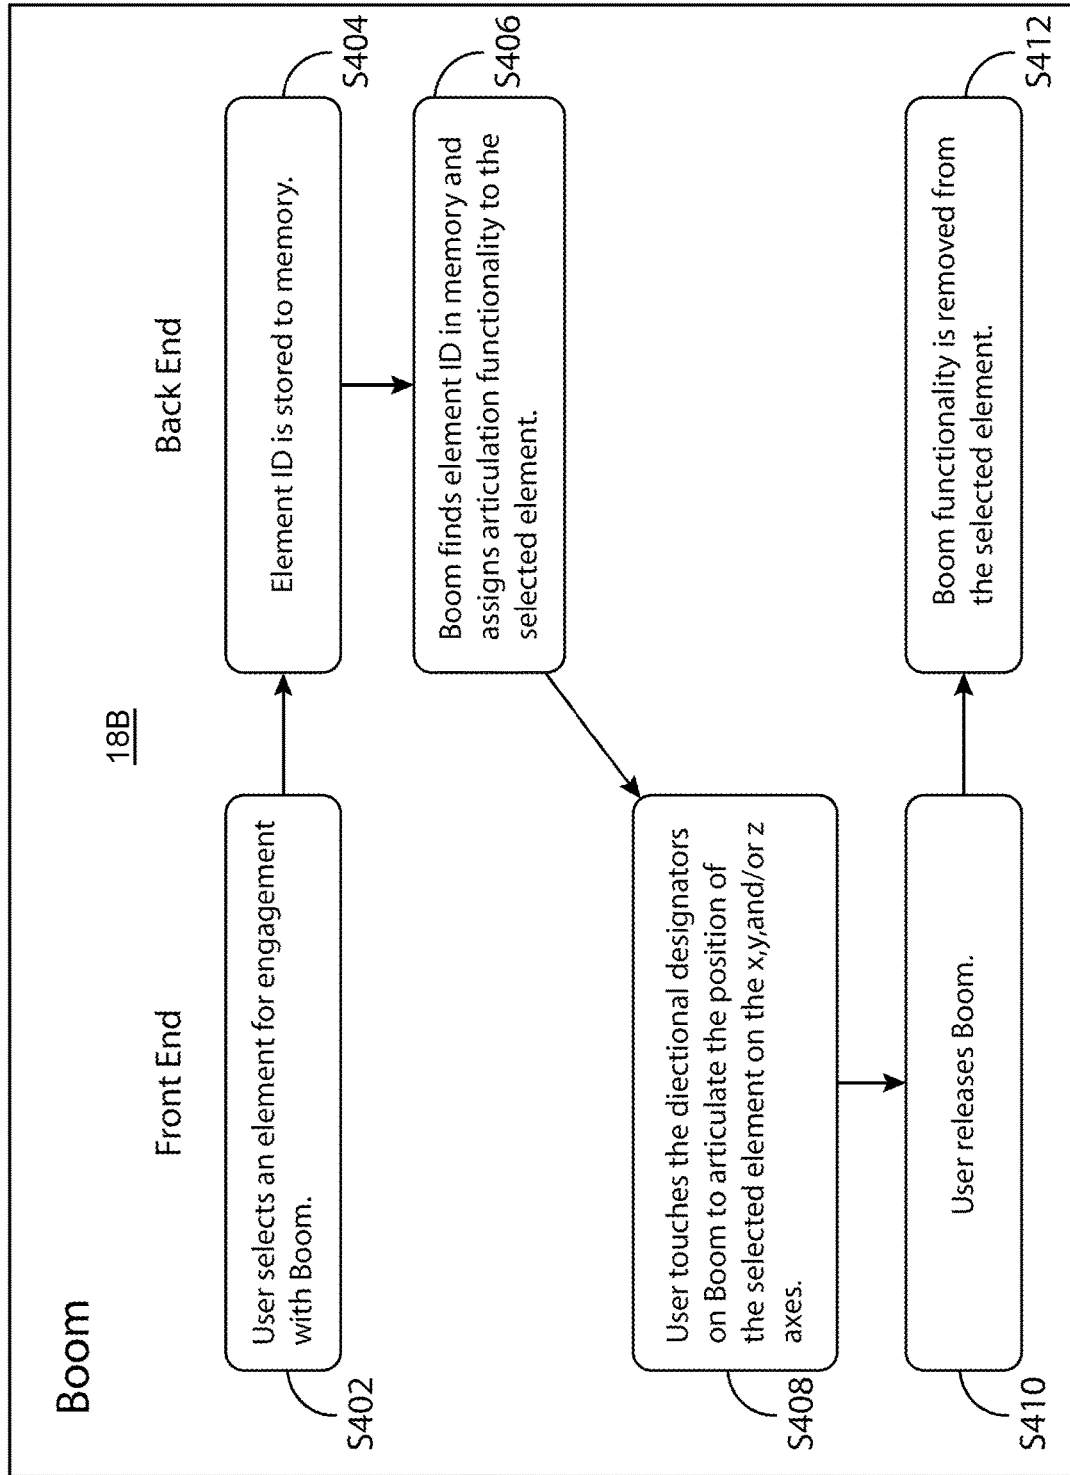 Boom
18B
Front End
Back End
User selects an element for engagement
with Boom.
S402
Element ID is stored to memory.
S404
Boom finds element ID in memory and
assigns articulation functionality to the
selected element.
S406
User touches the diectional designators
on Boom to articulate the position of
the selected element on the x,y,and/or z
axes.
S408
User releases Boom.
S410
Boom functionality is removed from
the selected element.
S412